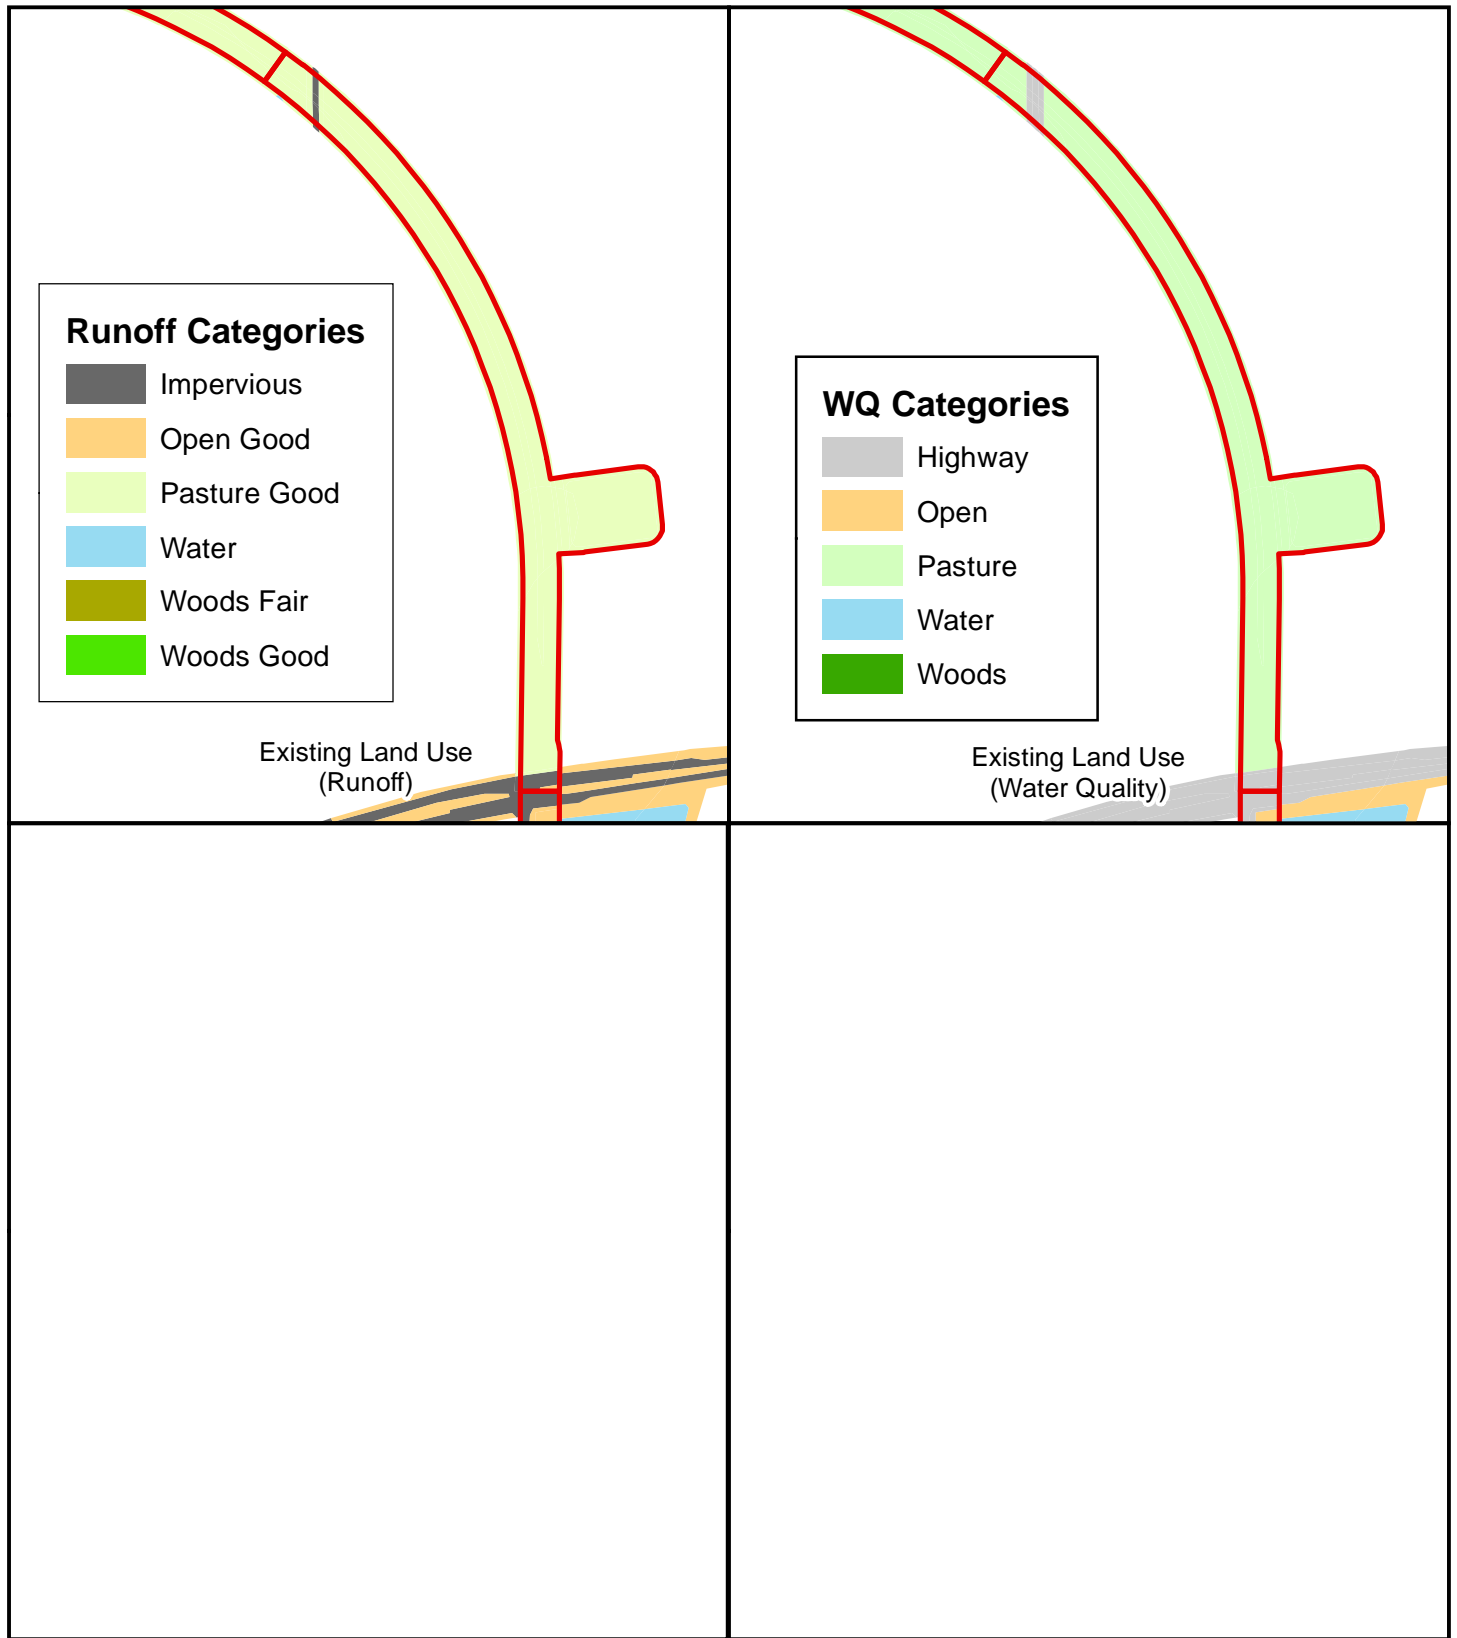 Runoff Categories
Impervious
Open Good
Pasture Good
Water
Woods Fair
Woods Good
Existing Land Use
(Runoff)
WQ Categories
Highway
Open
Pasture
Water
Woods
Existing Land Use
(Water Quality)